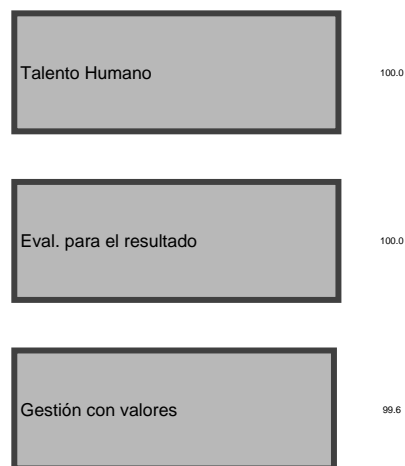 Talento Humano 100.0
Eval. para el resultado 100.0
Gestión con valores 99.6